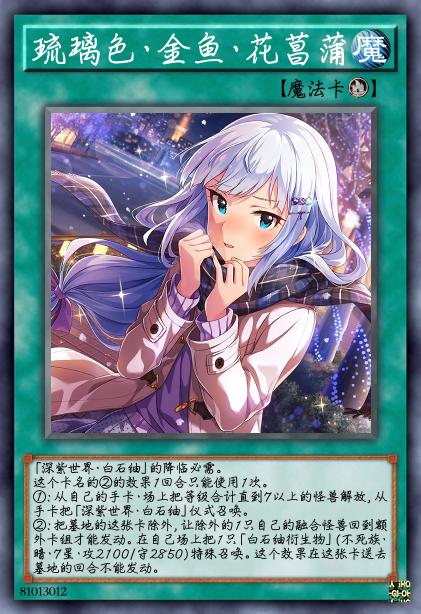 琉璃色·金鱼·花菖蒲
魔
【魔法卡】
「深紫世界·白石䌷」的降临必需。
这个卡名的②的效果1回合只能使用1次。
①:从自己的手卡·场上把等级合计直到7以上的怪兽解放,从
手卡把「深紫世界·白石䌷」仪式召唤。
②:把墓地的这张卡除外,让除外的1只自己的融合怪兽回到额
外卡组才能发动。在自己场上把1只「白石䌷衍生物」(不死族·
暗·7星·攻2100/守2850)特殊召唤。这个效果在这张卡送去
墓地的回合不能发动。
81013012